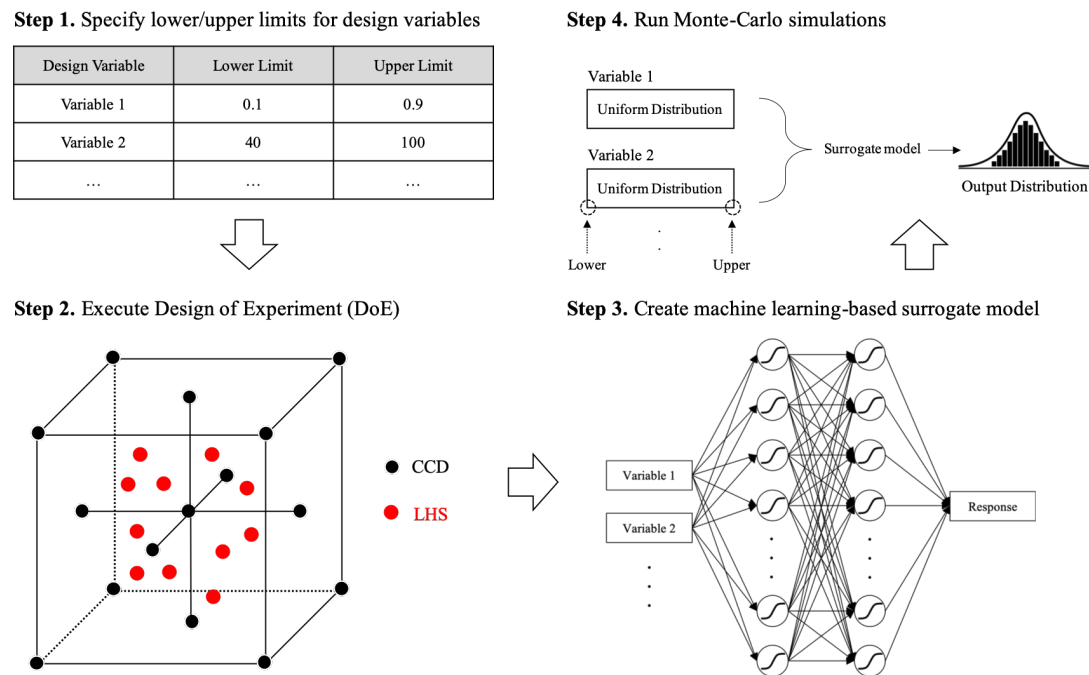 Step 1. Specify lower/upper limits for design variables
Design Variable Lower Limit Upper Limit
Variable 1 0.1 0.9
Variable 2 40 100
… … …
Step 2. Execute Design of Experiment (DoE)
CCD
LHS
Step 3. Create machine learning-based surrogate model
Variable 1
Variable 2
Response
Step 4. Run Monte-Carlo simulations
Variable 1
Uniform Distribution
Variable 2
Uniform Distribution
Lower Upper
Surrogate model
Output Distribution